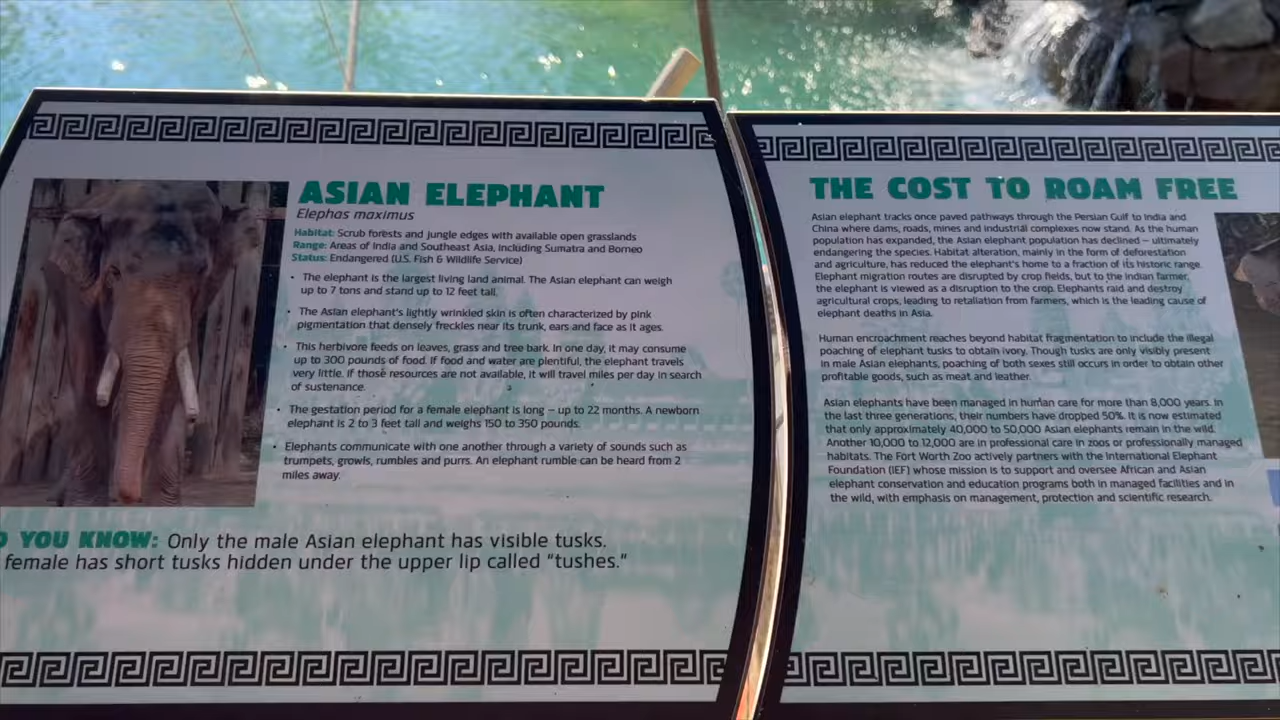 ASIAN ELEPHANT
Elephas maximus
Habitat: Scrub forests and jungle edges with available open grasslands
Range: Areas of India and Southeast Asia, including Sumatra and Borneo
Status: Endangered (U.S. Fish & Wildlife Service)
• The elephant is the largest living land animal. The Asian elephant can weigh
up to 7 tons and stand up to 12 feet tall.
• The Asian elephant's lightly wrinkled skin is often characterized by pink
pigmentation that densely freckles near its trunk, ears and face as it ages.
• This herbivore feeds on leaves, grass and tree bark. In one day, it may consume
up to 300 pounds of food. If food and water are plentiful, the elephant travels
very little. If those resources are not available, it will travel miles per day in search
of sustenance.
• The gestation period for a female elephant is long – up to 22 months. A newborn
elephant is 2 to 3 feet tall and weighs 150 to 350 pounds.
• Elephants communicate with one another through a variety of sounds such as
trumpets, growls, rumbles and purrs. An elephant rumble can be heard from 2
miles away.
YOU KNOW: Only the male Asian elephant has visible tusks.
female has short tusks hidden under the upper lip called "tushes."
THE COST TO ROAM FREE
Asian elephant tracks once paved pathways through the Persian Gulf to India and
China where dams, roads, mines and industrial complexes now stand. As the human
population has expanded, the Asian elephant population has declined – ultimately
endangering the species. Habitat alteration, mainly in the form of deforestation
and agriculture, has reduced the elephant's home to a fraction of its historic range.
Elephant migration routes are disrupted by crop fields, but to the Indian farmer,
the elephant is viewed as a disruption to the crop. Elephants raid and destroy
agricultural crops, leading to retaliation from farmers, which is the leading cause of
elephant deaths in Asia.
Human encroachment reaches beyond habitat fragmentation to include the illegal
poaching of elephant tusks to obtain ivory. Though tusks are only visibly present
in male Asian elephants, poaching of both sexes still occurs in order to obtain other
profitable goods, such as meat and leather.
Asian elephants have been managed in human care for more than 8,000 years. In
the last three generations, their numbers have dropped 50%. It is now estimated
that only approximately 40,000 to 50,000 Asian elephants remain in the wild.
Another 10,000 to 12,000 are in professional care in zoos or professionally managed
habitats. The Fort Worth Zoo actively partners with the International Elephant
Foundation (IEF) whose mission is to support and oversee African and Asian
elephant conservation and education programs both in managed facilities and in
the wild, with emphasis on management, protection and scientific research.